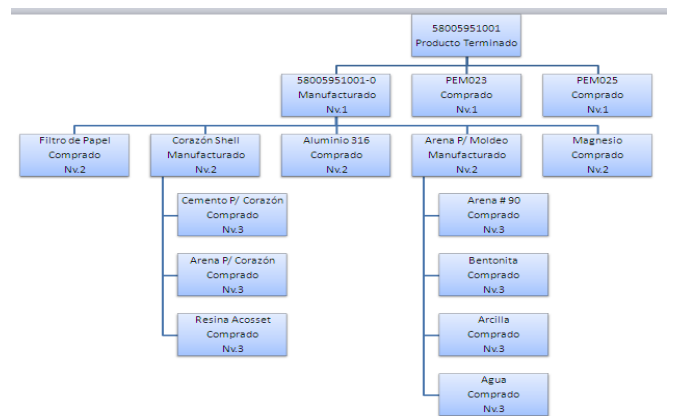 58005951001
Producto Terminado
58005951001-0
Manufacturado
Nv.1
PEM023
Comprado
Nv.1
PEM025
Comprado
Nv.1
Filtro de Papel
Comprado
Nv.2
Corazón Shell
Manufacturado
Nv.2
Aluminio 316
Comprado
Nv.2
Arena P/ Moldeo
Manufacturado
Nv.2
Magnesio
Comprado
Nv.2
Cemento P/ Corazón
Comprado
Nv.3
Arena P/ Corazón
Comprado
Nv.3
Resina Acosset
Comprado
Nv.3
Arena # 90
Comprado
Nv.3
Bentonita
Comprado
Nv.3
Arcilla
Comprado
Nv.3
Agua
Comprado
Nv.3